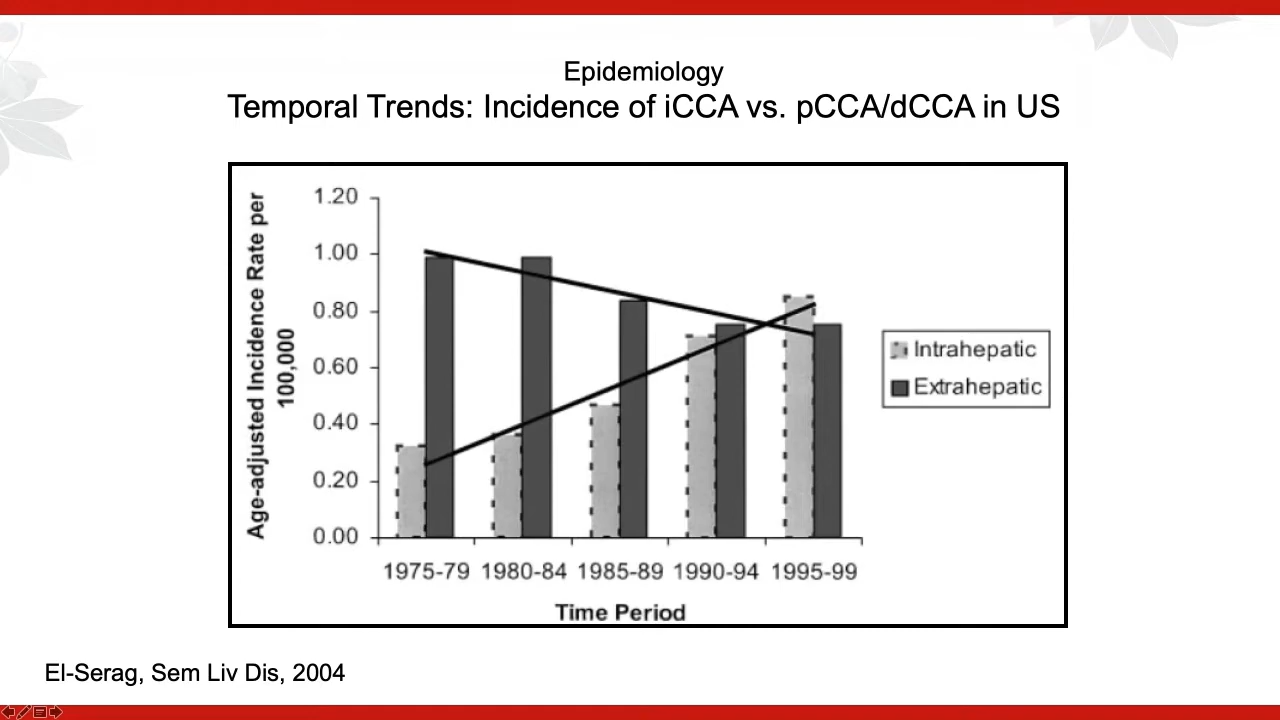 Epidemiology
Temporal Trends: Incidence of iCCA vs. pCCA/dCCA in US
Age-adjusted Incidence Rate per
100,000
1.20
1.00
0.80
0.60
0.40
0.20
0.00
1975-79 1980-84 1985-89 1990-94 1995-99
Time Period
Intrahepatic
Extrahepatic
El-Serag, Sem Liv Dis, 2004